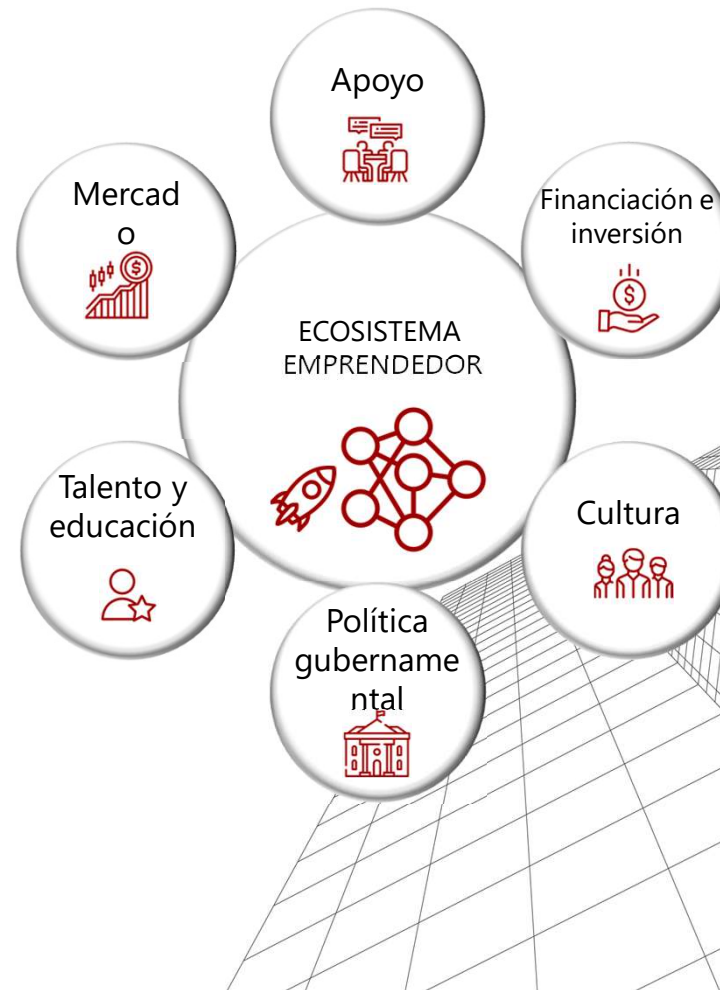 Apoyo
Mercad
o
Financiación e
inversión
ECOSISTEMA
EMPRENDEDOR
Talento y
educación
Cultura
Política
gubername
ntal